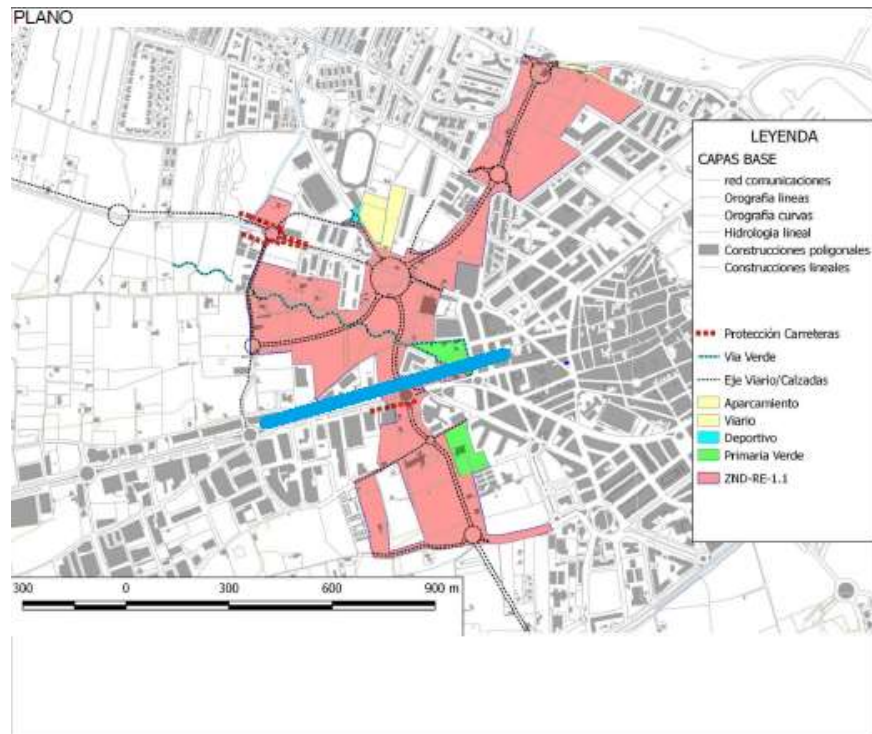 PLANO
LEYENDA
CAPAS BASE
red comunicaciones
Orografia lineas
Orografia curvas
Hidrologia lineal
Construcciones poligonales
Construcciones lineales
Protección Carreteras
Via Verde
Eje Viario/Calzadas
Aparcamiento
Viario
Deportivo
Primaria Verde
ZND-RE-1.1
300 0 300 600 900 m